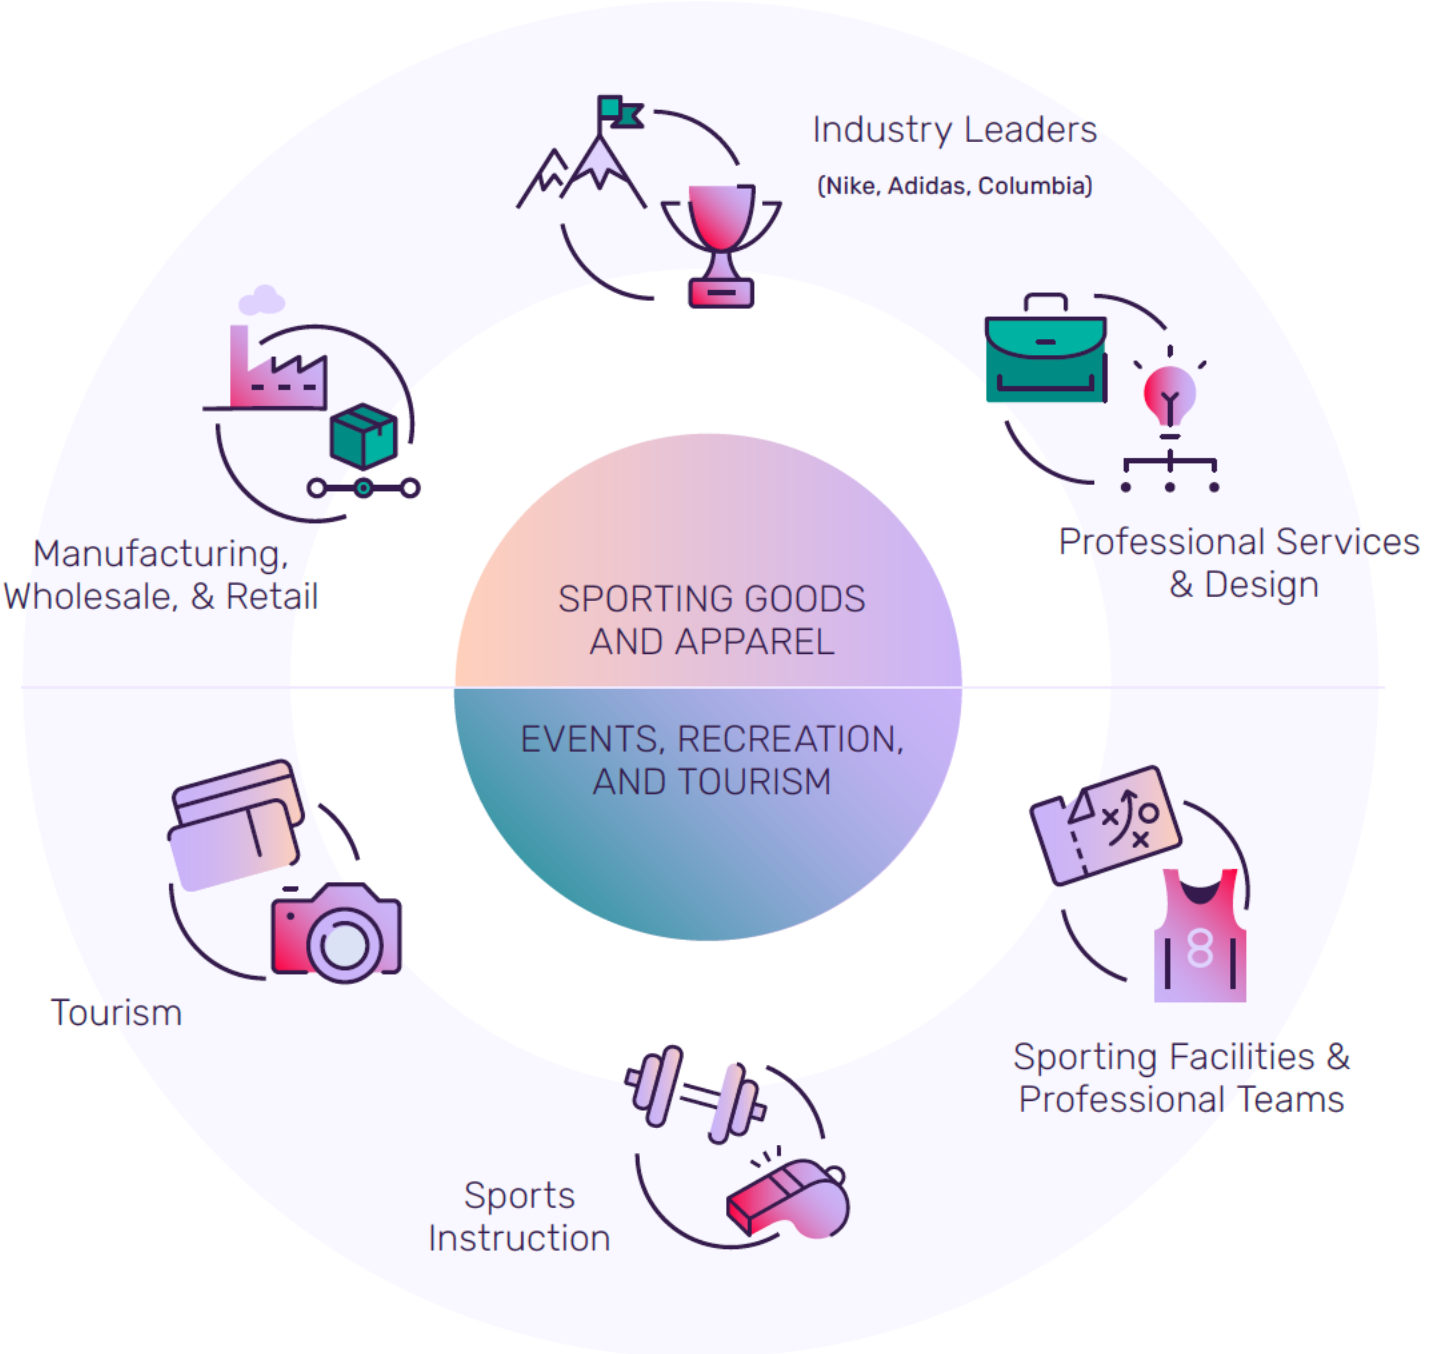 Industry Leaders
(Nike, Adidas, Columbia)
Manufacturing,
Wholesale, & Retail
Professional Services
& Design
SPORTING GOODS
AND APPAREL
EVENTS, RECREATION,
AND TOURISM
Tourism
8
Sporting Facilities &
Professional Teams
Sports
Instruction